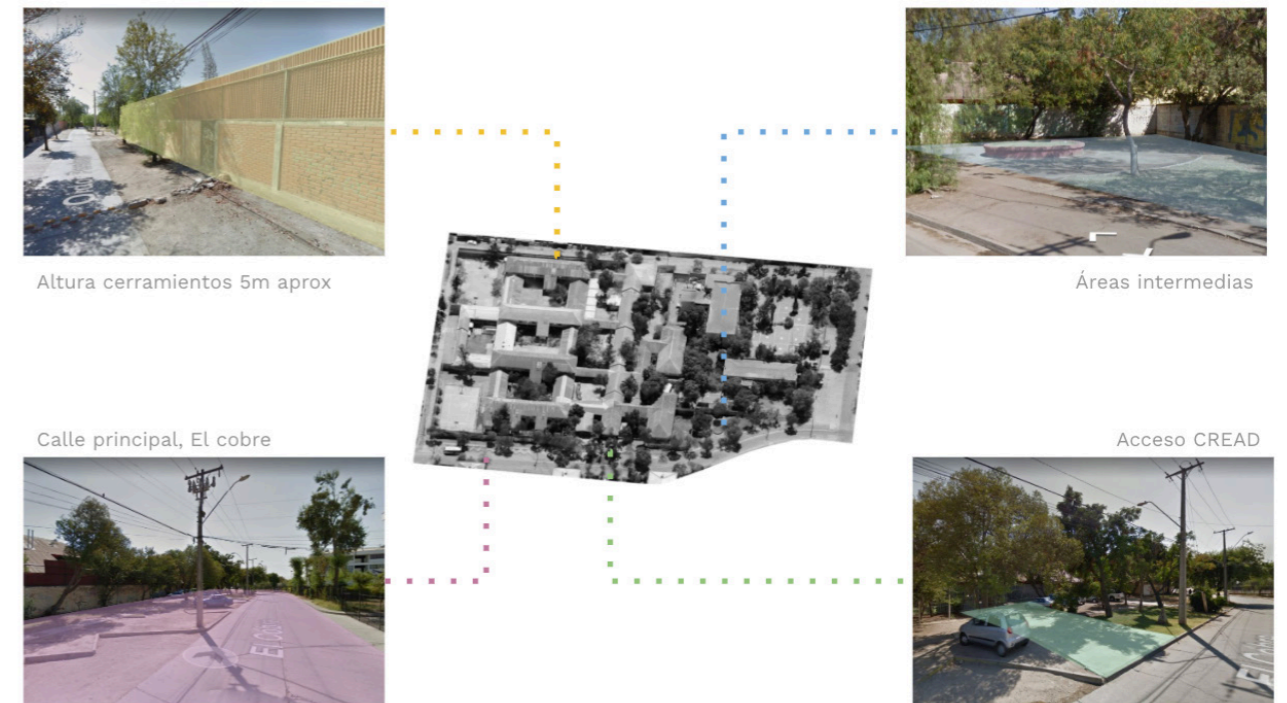 Altura cerramientos 5m aprox
Áreas intermedias
Calle principal, El cobre
Acceso CREAD